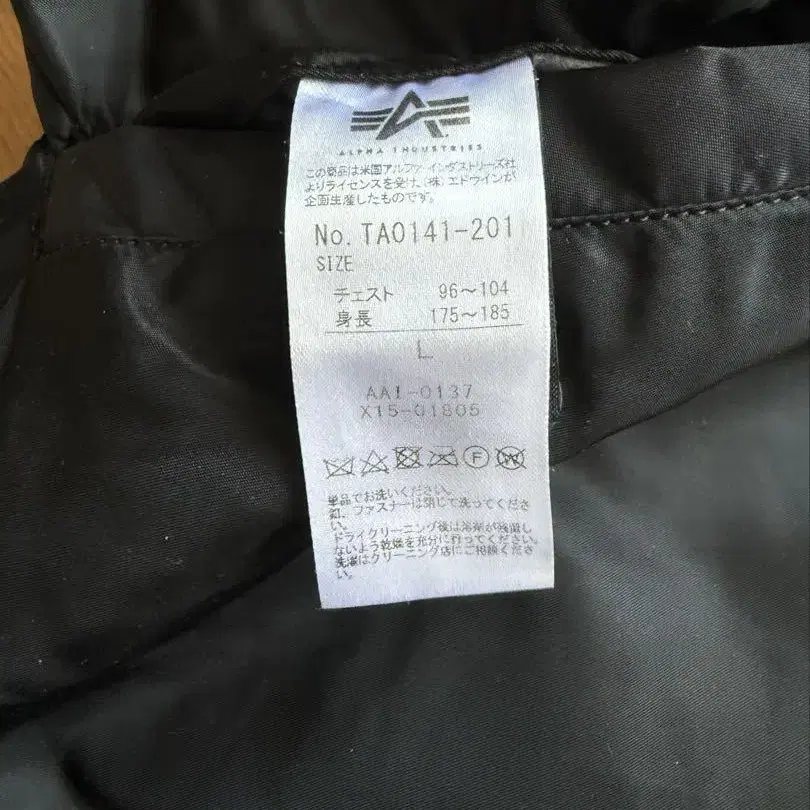 ALPHA INDUSTRIES
この商品は米国アルファインダストリーズ社
よりライセンスを受け、(株)エドウインが
企画生産したものです。
No. TA0141-201
SIZE
チェスト 96～104
身長 175～185
L
AAI-0137
X15-01805
F W
単品でお洗いください。
釦、ファスナーは閉じて洗ってくださ
い。
ドライクリーニング後は溶剤が残留し
ないよう乾燥を充分に行ってください。
洗濯はクリーニング店にご相談くださ
い。